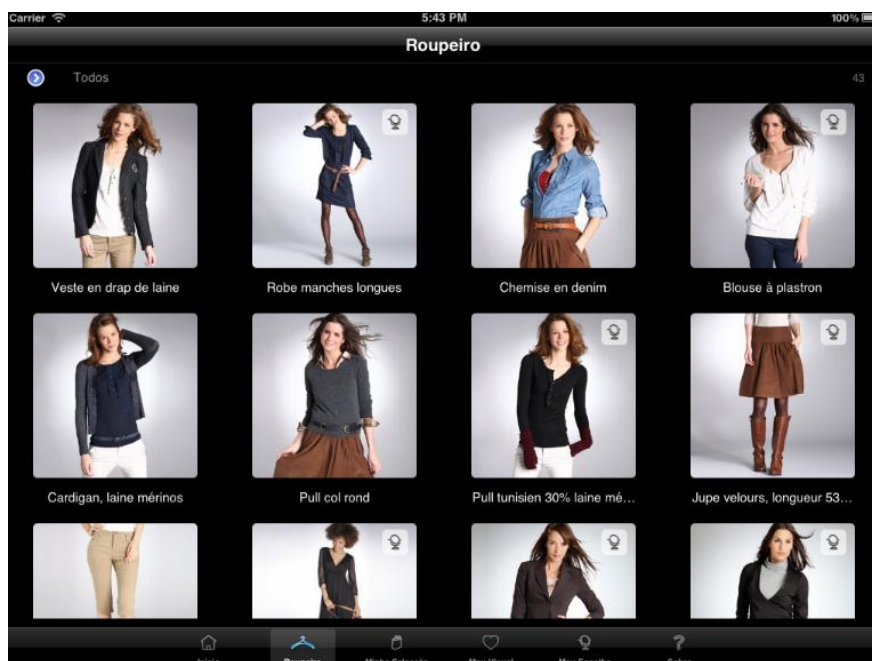 Carrier 5:43 PM 100%
Roupeiro
Todos 43
Veste en drap de laine
Robe manches longues
Chemise en denim
Blouse à plastron
Cardigan, laine mérinos
Pull col rond
Pull tunisien 30% laine mé...
Jupe velours, longueur 53...